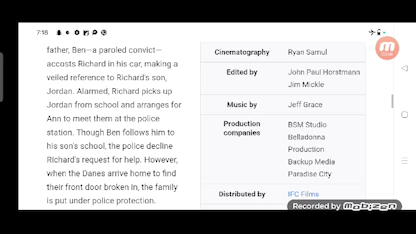 7:18
father, Ben—a paroled convict—
accosts Richard in his car, making a
veiled reference to Richard's son,
Jordan. Alarmed, Richard picks up
Jordan from school and arranges for
Ann to meet them at the police
station. Though Ben follows him to
his son's school, the police decline
Richard's request for help. However,
when the Danes arrive home to find
their front door broken in, the family
is put under police protection.
Cinematography Ryan Samul
Edited by John Paul Horstmann
Jim Mickle
Music by Jeff Grace
Production BSM Studio
companies Belladonna
Production
Backup Media
Paradise City
Distributed by IFC Films
Recorded by Mobizen